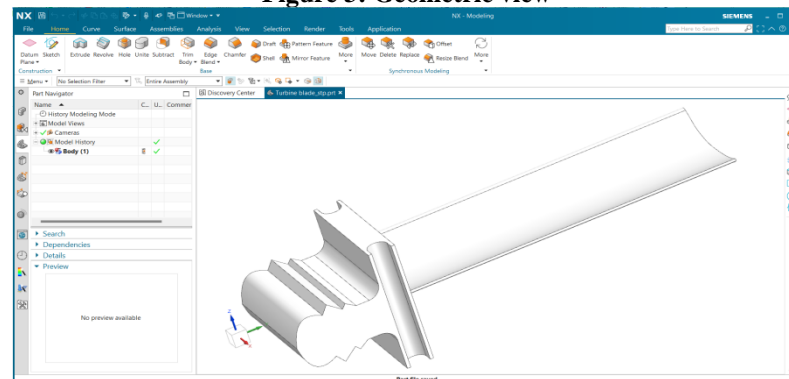 Figure 3: Geometric view
NX Window NX - Modeling SIEMENS
File Home Curve Surface Assemblies Analysis View Selection Render Tools Application Type Here to Search
Datum Plane Sketch Extrude Revolve Hole Unite Subtract Trim Body Edge Blend Chamfer Draft Pattern Feature Shell Mirror Feature More Move Delete Replace Offset Resize Blend More
Construction Base Synchronous Modeling
Menu No Selection Filter Entire Assembly
Part Navigator
Discovery Center Turbine blade_stp.prt
Name C... U... Commer
History Modeling Mode
Model Views
Cameras
Model History
Body (1)
Search
Dependencies
Details
Preview
No preview available